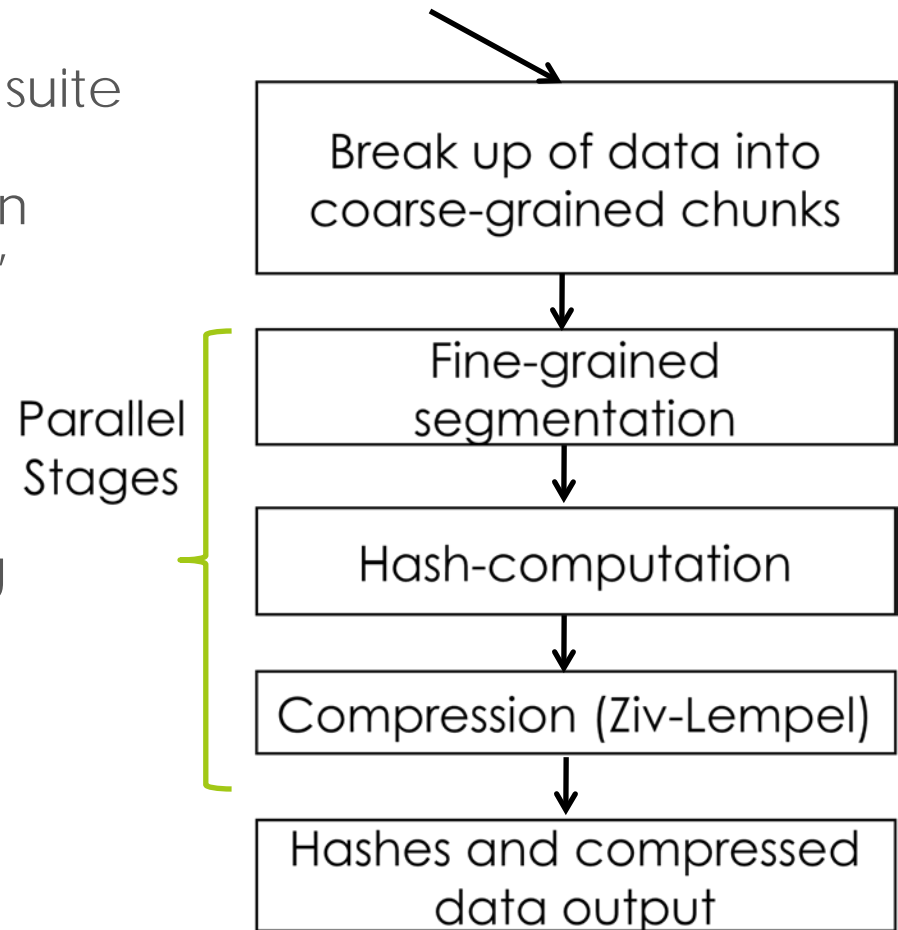 suite
n
,
g
Parallel
Stages
Break up of data into
coarse-grained chunks
Fine-grained
segmentation
Hash-computation
Compression (Ziv-Lempel)
Hashes and compressed
data output